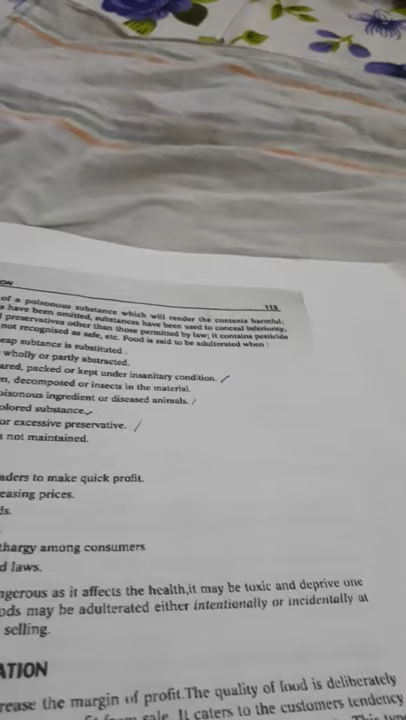 ON 113
of a poisonous substance which will render the contents harmful;
have been omitted, substances have been used to conceal inferiority,
preservatives other than those permitted by law; it contains pesticide
not recognised as safe, etc. Food is said to be adulterated when :
eap subtance is substituted .
wholly or partly abstracted.
ared, packed or kept under insanitary condition.
m, decomposed or insects in the material.
oisonous ingredient or diseased animals.
olored substance.
or excessive preservative.
s not maintained.
aders to make quick profit.
easing prices.
ds.
thargy among consumers
d laws.
ngerous as it affects the health,it may be toxic and deprive one
ods may be adulterated either intentionally or incidentally at
selling.
ATION
rease the margin of profit.The quality of food is deliberately
sale. It caters to the customers tendency